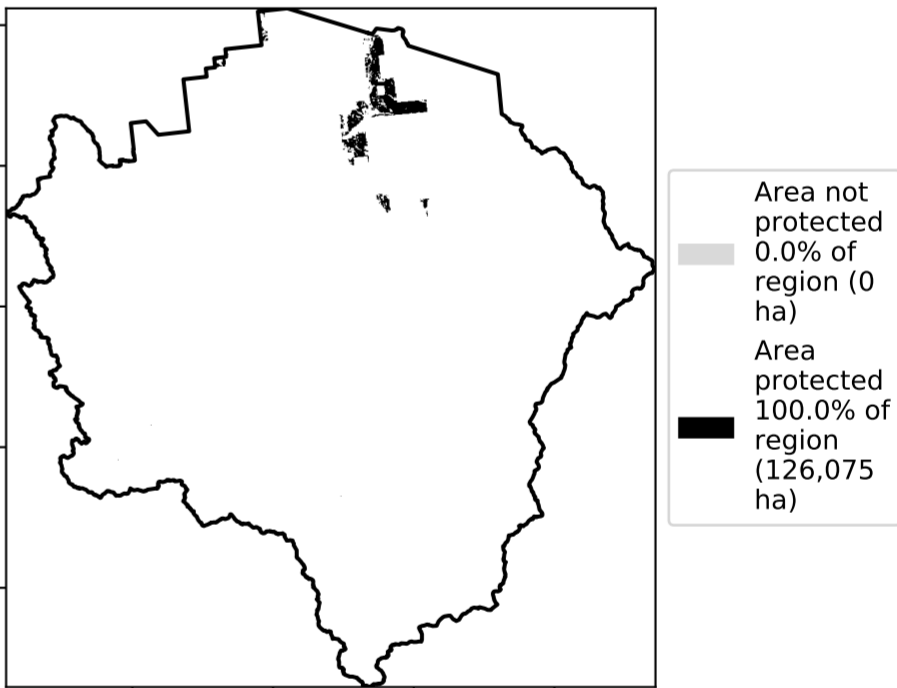 Area not
protected
0.0% of
region (0
ha)
Area
protected
100.0% of
region
(126,075
ha)